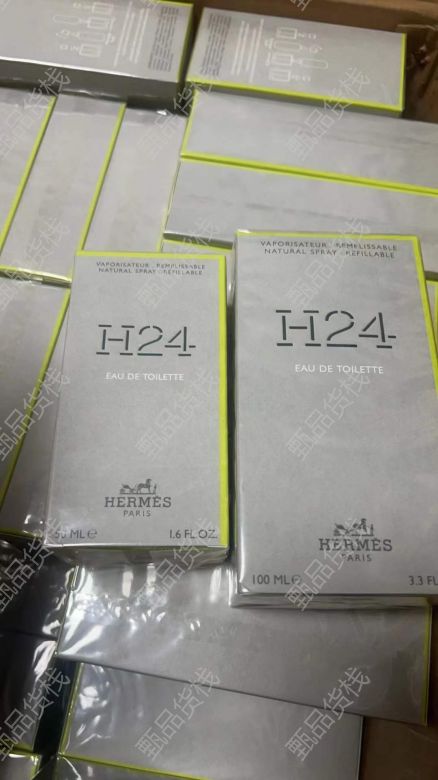 VAPORISATEUR · REMPLISSABLE
NATURAL SPRAY · REFILLABLE
H24
EAU DE TOILETTE
HERMÈS
PARIS
50 ML e 1.6 FL OZ.
VAPORISATEUR · REMPLISSABLE
NATURAL SPRAY · REFILLABLE
H24
EAU DE TOILETTE
HERMÈS
PARIS
100 ML e 3.3 FL
甄品货栈